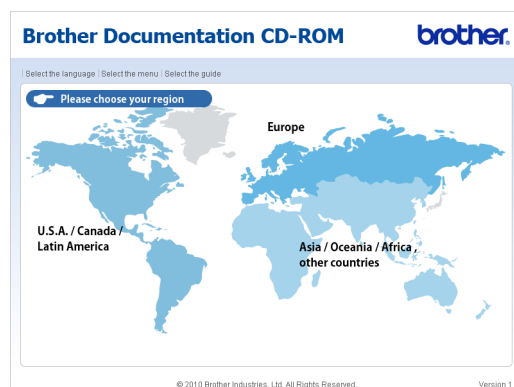 Brother Documentation CD-ROM
brother.
Select the language | Select the menu | Select the guide
Please choose your region
Europe
U.S.A. / Canada /
Latin America
Asia / Oceania / Africa ,
other countries
© 2010 Brother Industries, Ltd. All Rights Reserved.
Version 1